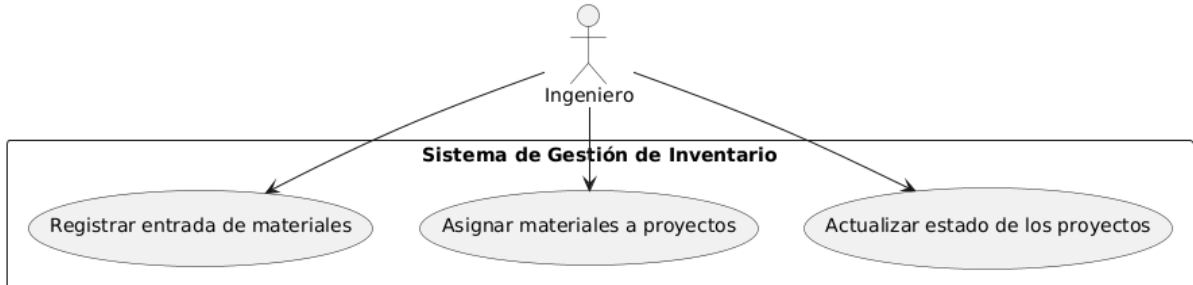 Ingeniero
Sistema de Gestión de Inventario
Registrar entrada de materiales
Asignar materiales a proyectos
Actualizar estado de los proyectos